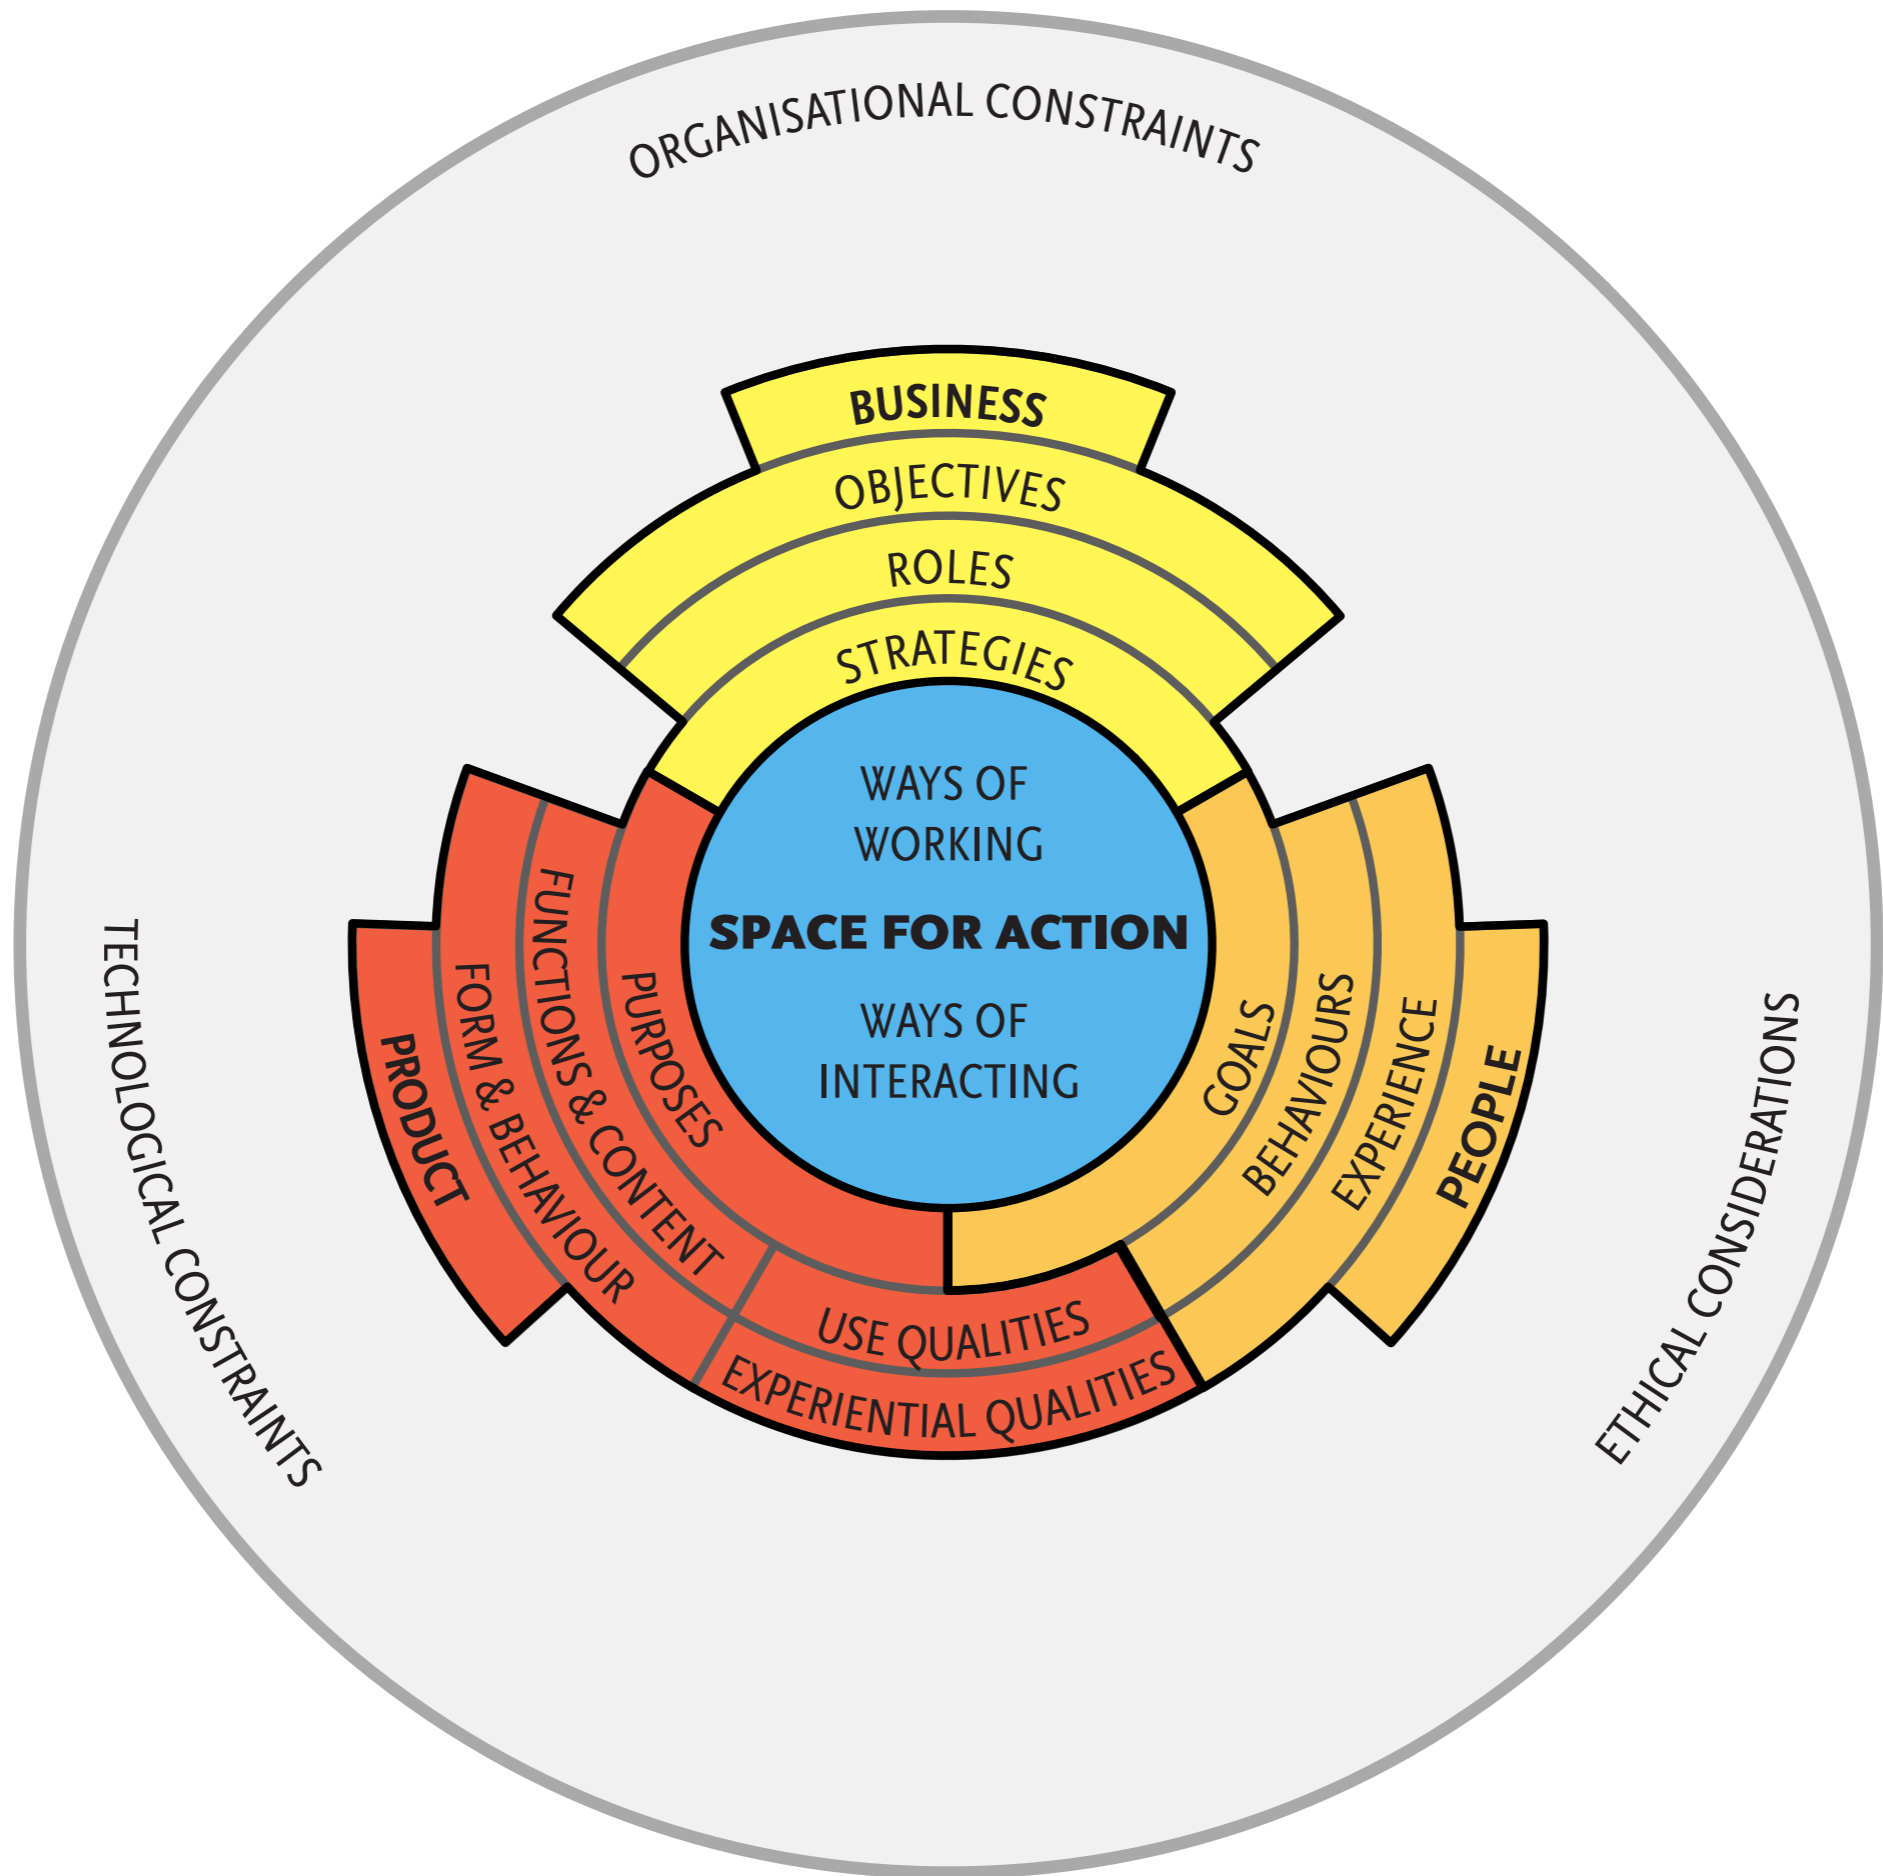 ORGANISATIONAL CONSTRAINTS
BUSINESS
OBJECTIVES
ROLES
STRATEGIES
WAYS OF
WORKING
SPACE FOR ACTION
WAYS OF
INTERACTING
PURPOSES
FUNCTIONS & CONTENT
FORM & BEHAVIOUR
PRODUCT
USE QUALITIES
EXPERIENTIAL QUALITIES
GOALS
BEHAVIOURS
EXPERIENCE
PEOPLE
TECHNOLOGICAL CONSTRAINTS
ETHICAL CONSIDERATIONS